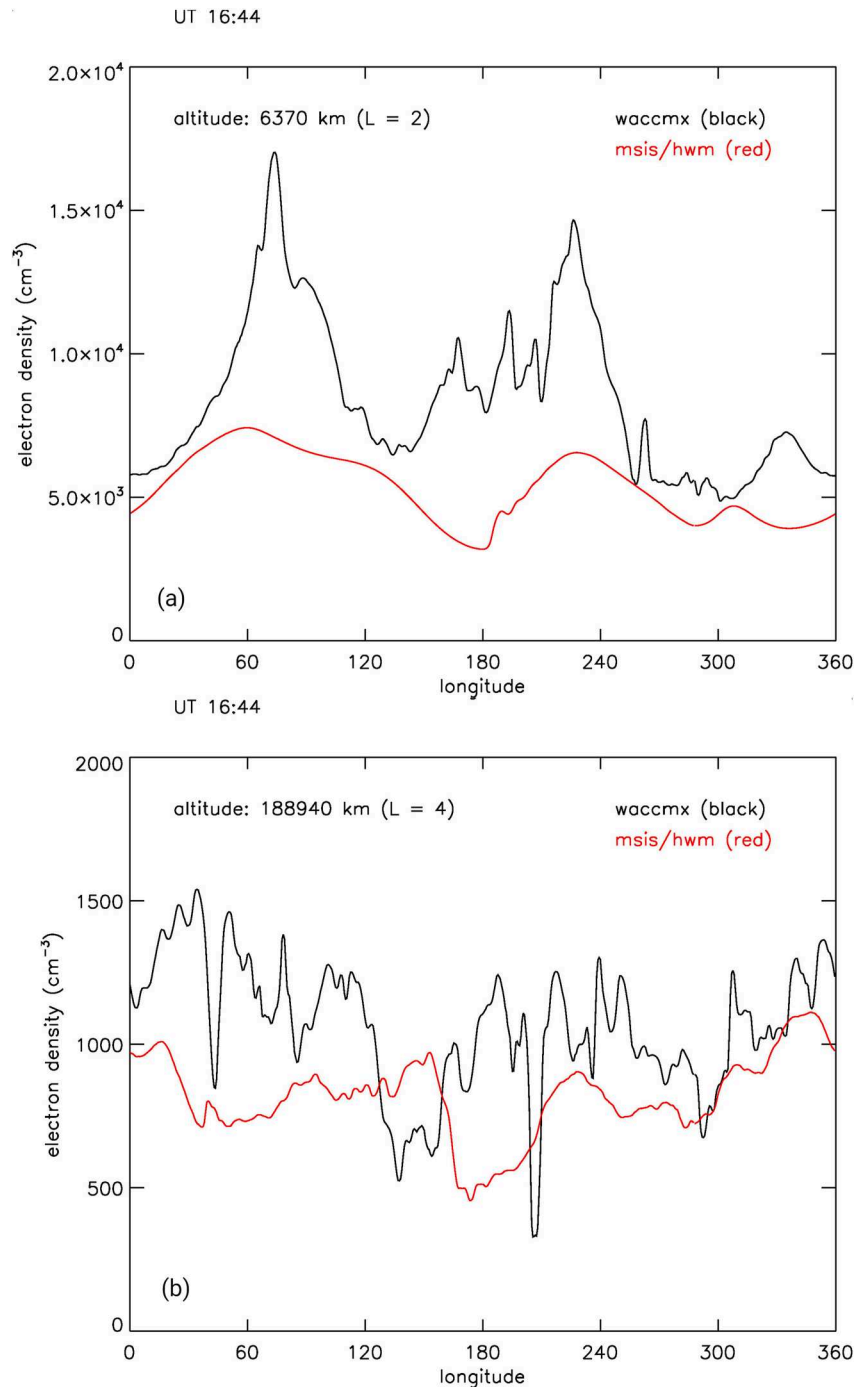 UT 16:44
2.0×10⁴
altitude: 6370 km (L = 2)
waccmx (black)
msis/hwm (red)
1.5×10⁴
1.0×10⁴
5.0×10³
0
electron density (cm⁻³)
(a)
0 60 120 180 240 300 360
longitude
UT 16:44
2000
altitude: 188940 km (L = 4)
waccmx (black)
msis/hwm (red)
1500
1000
500
0
electron density (cm⁻³)
(b)
0 60 120 180 240 300 360
longitude